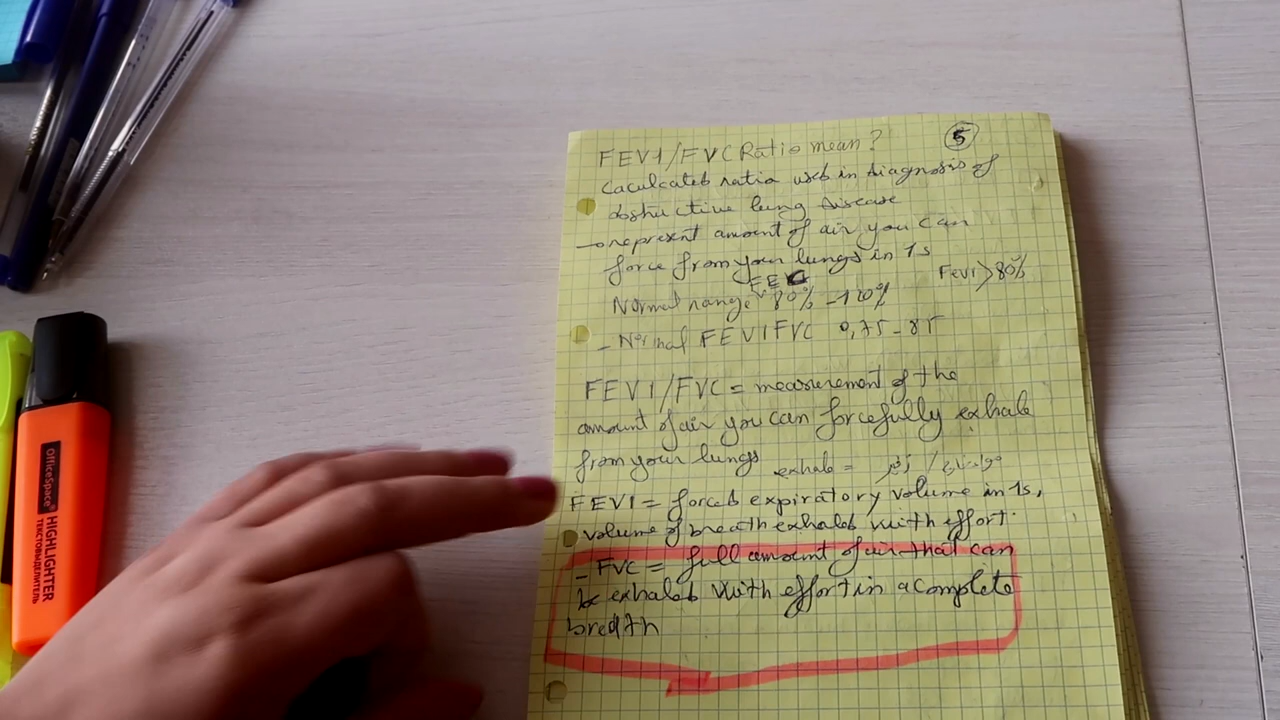 FEV1/FVC Ratio mean? 5
caculcated ratio used in diagnosis of
obstructive lung disease
represent amount of air you can
force from your lungs in 1s
FEV1 > 80%
Normal range 80% - 120%
- Normal FEV1FVC 0,75 - 85
FEV1/FVC = measurement of the
amount of air you can forcefully exhale
from your lungs exhale = زفير /
FEV1 = forced expiratory volume in 1s,
volume of breath exhaled with effort.
- FVC = full amount of air that can
be exhaled with effort in a complete
breath
OfficeSpace
HIGHLIGHTER
ТЕКСТОВЫДЕЛИТЕЛЬ